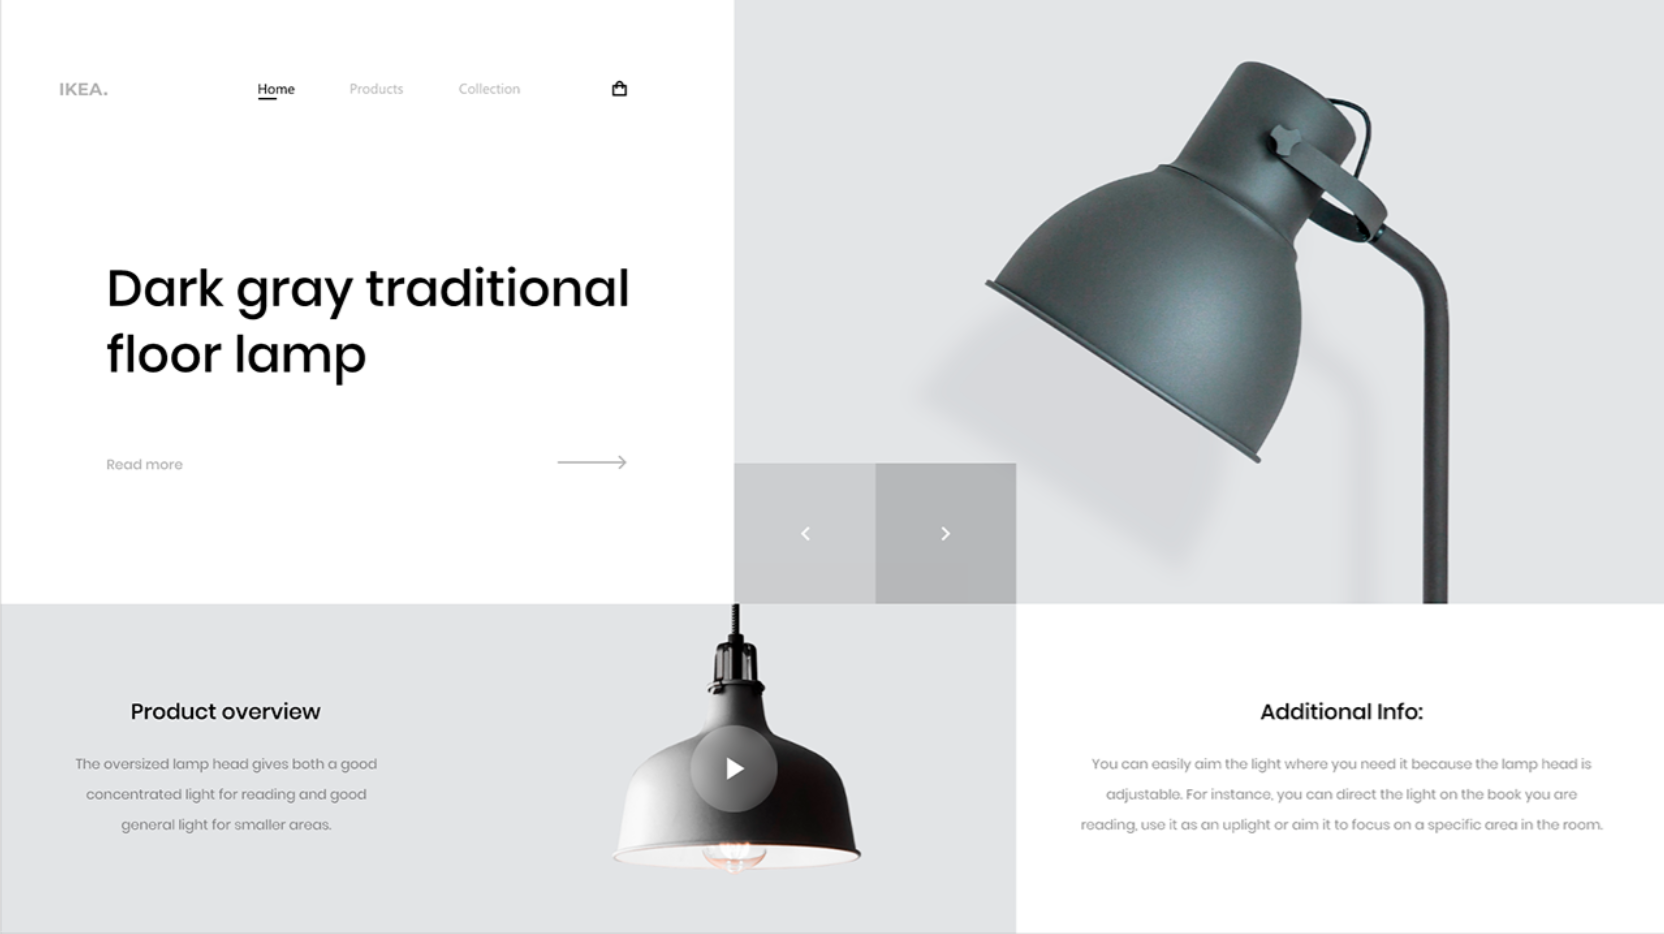 IKEA.
Home
Products
Collection
Dark gray traditional
floor lamp
Read more
Product overview
The oversized lamp head gives both a good
concentrated light for reading and good
general light for smaller areas.
Additional Info:
You can easily aim the light where you need it because the lamp head is
adjustable. For instance, you can direct the light on the book you are
reading, use it as an uplight or aim it to focus on a specific area in the room.